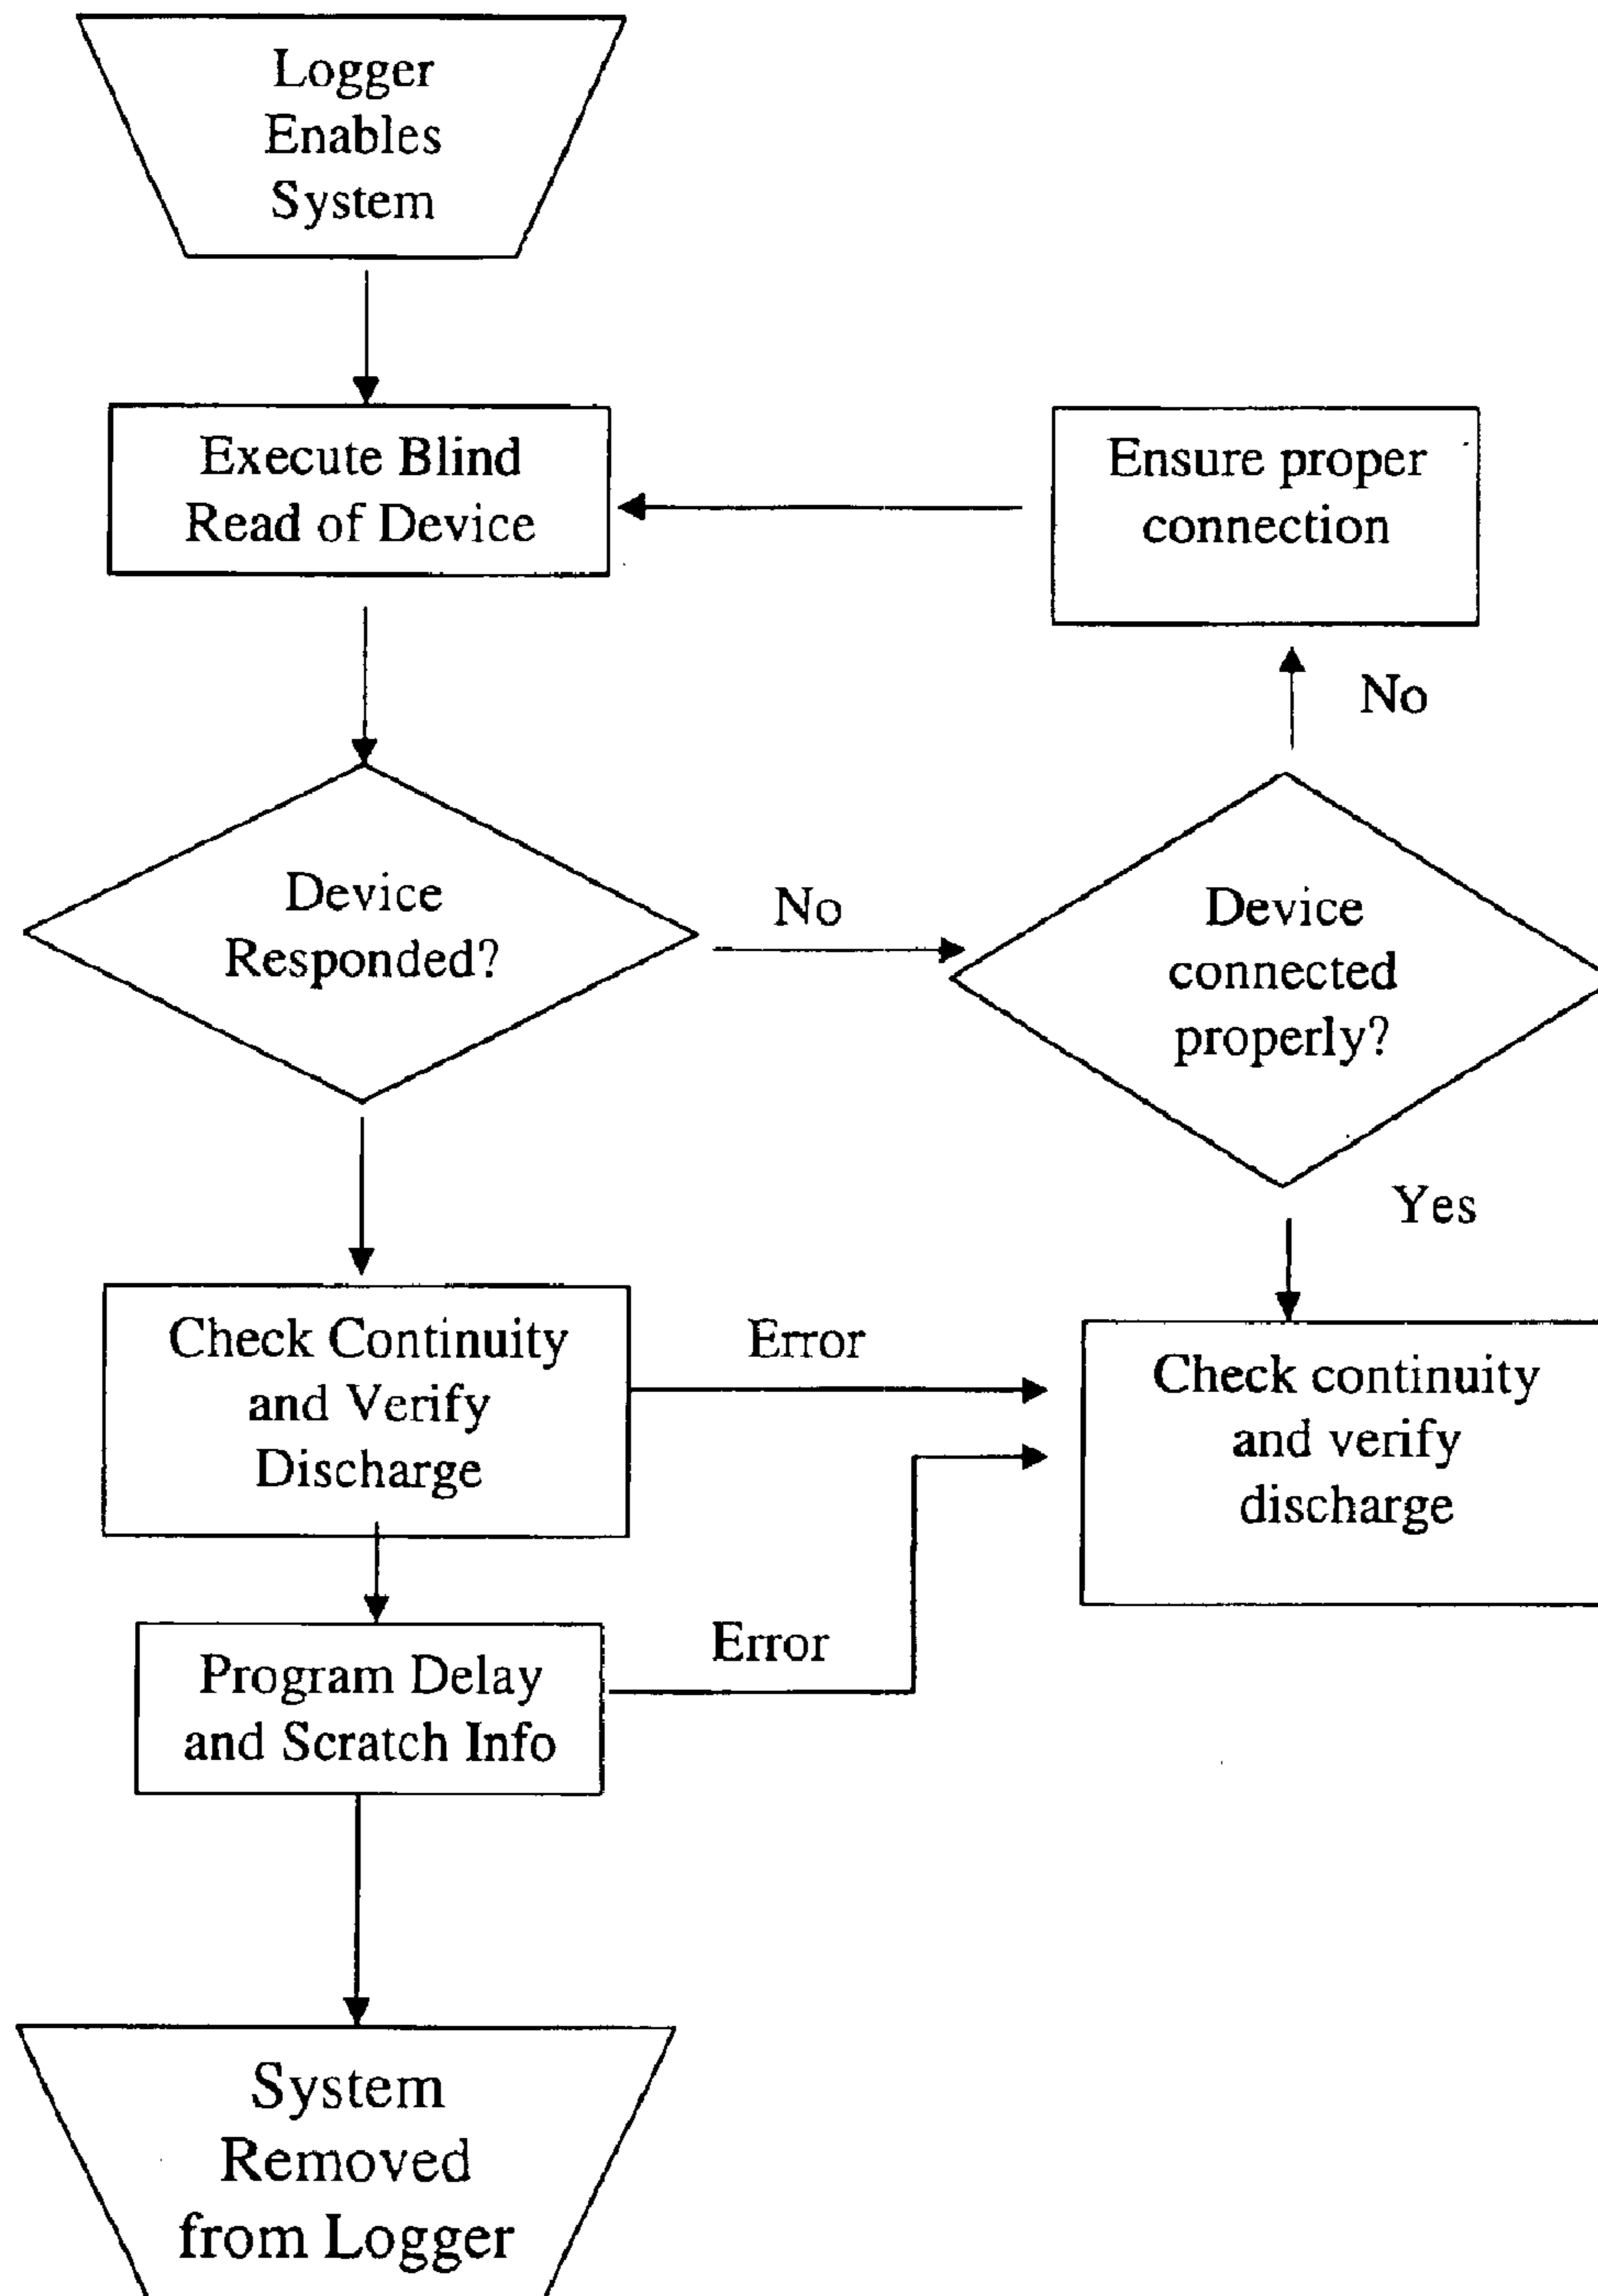 Logger
Enables
System
Execute Blind
Read of Device
Ensure proper
connection
No
Device
Responded?
No
Device
connected
properly?
Yes
Check Continuity
and Verify
Discharge
Error
Check continuity
and verify
discharge
Program Delay
and Scratch Info
Error
System
Removed
from Logger